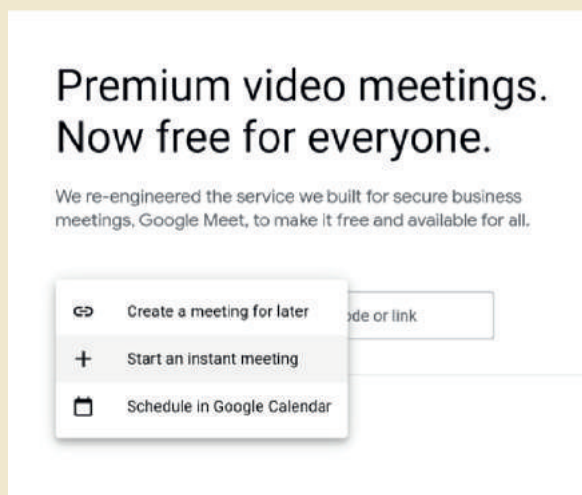 Premium video meetings.
Now free for everyone.
We re-engineered the service we built for secure business
meetings, Google Meet, to make it free and available for all.
Create a meeting for later
or link
Start an instant meeting
Schedule in Google Calendar